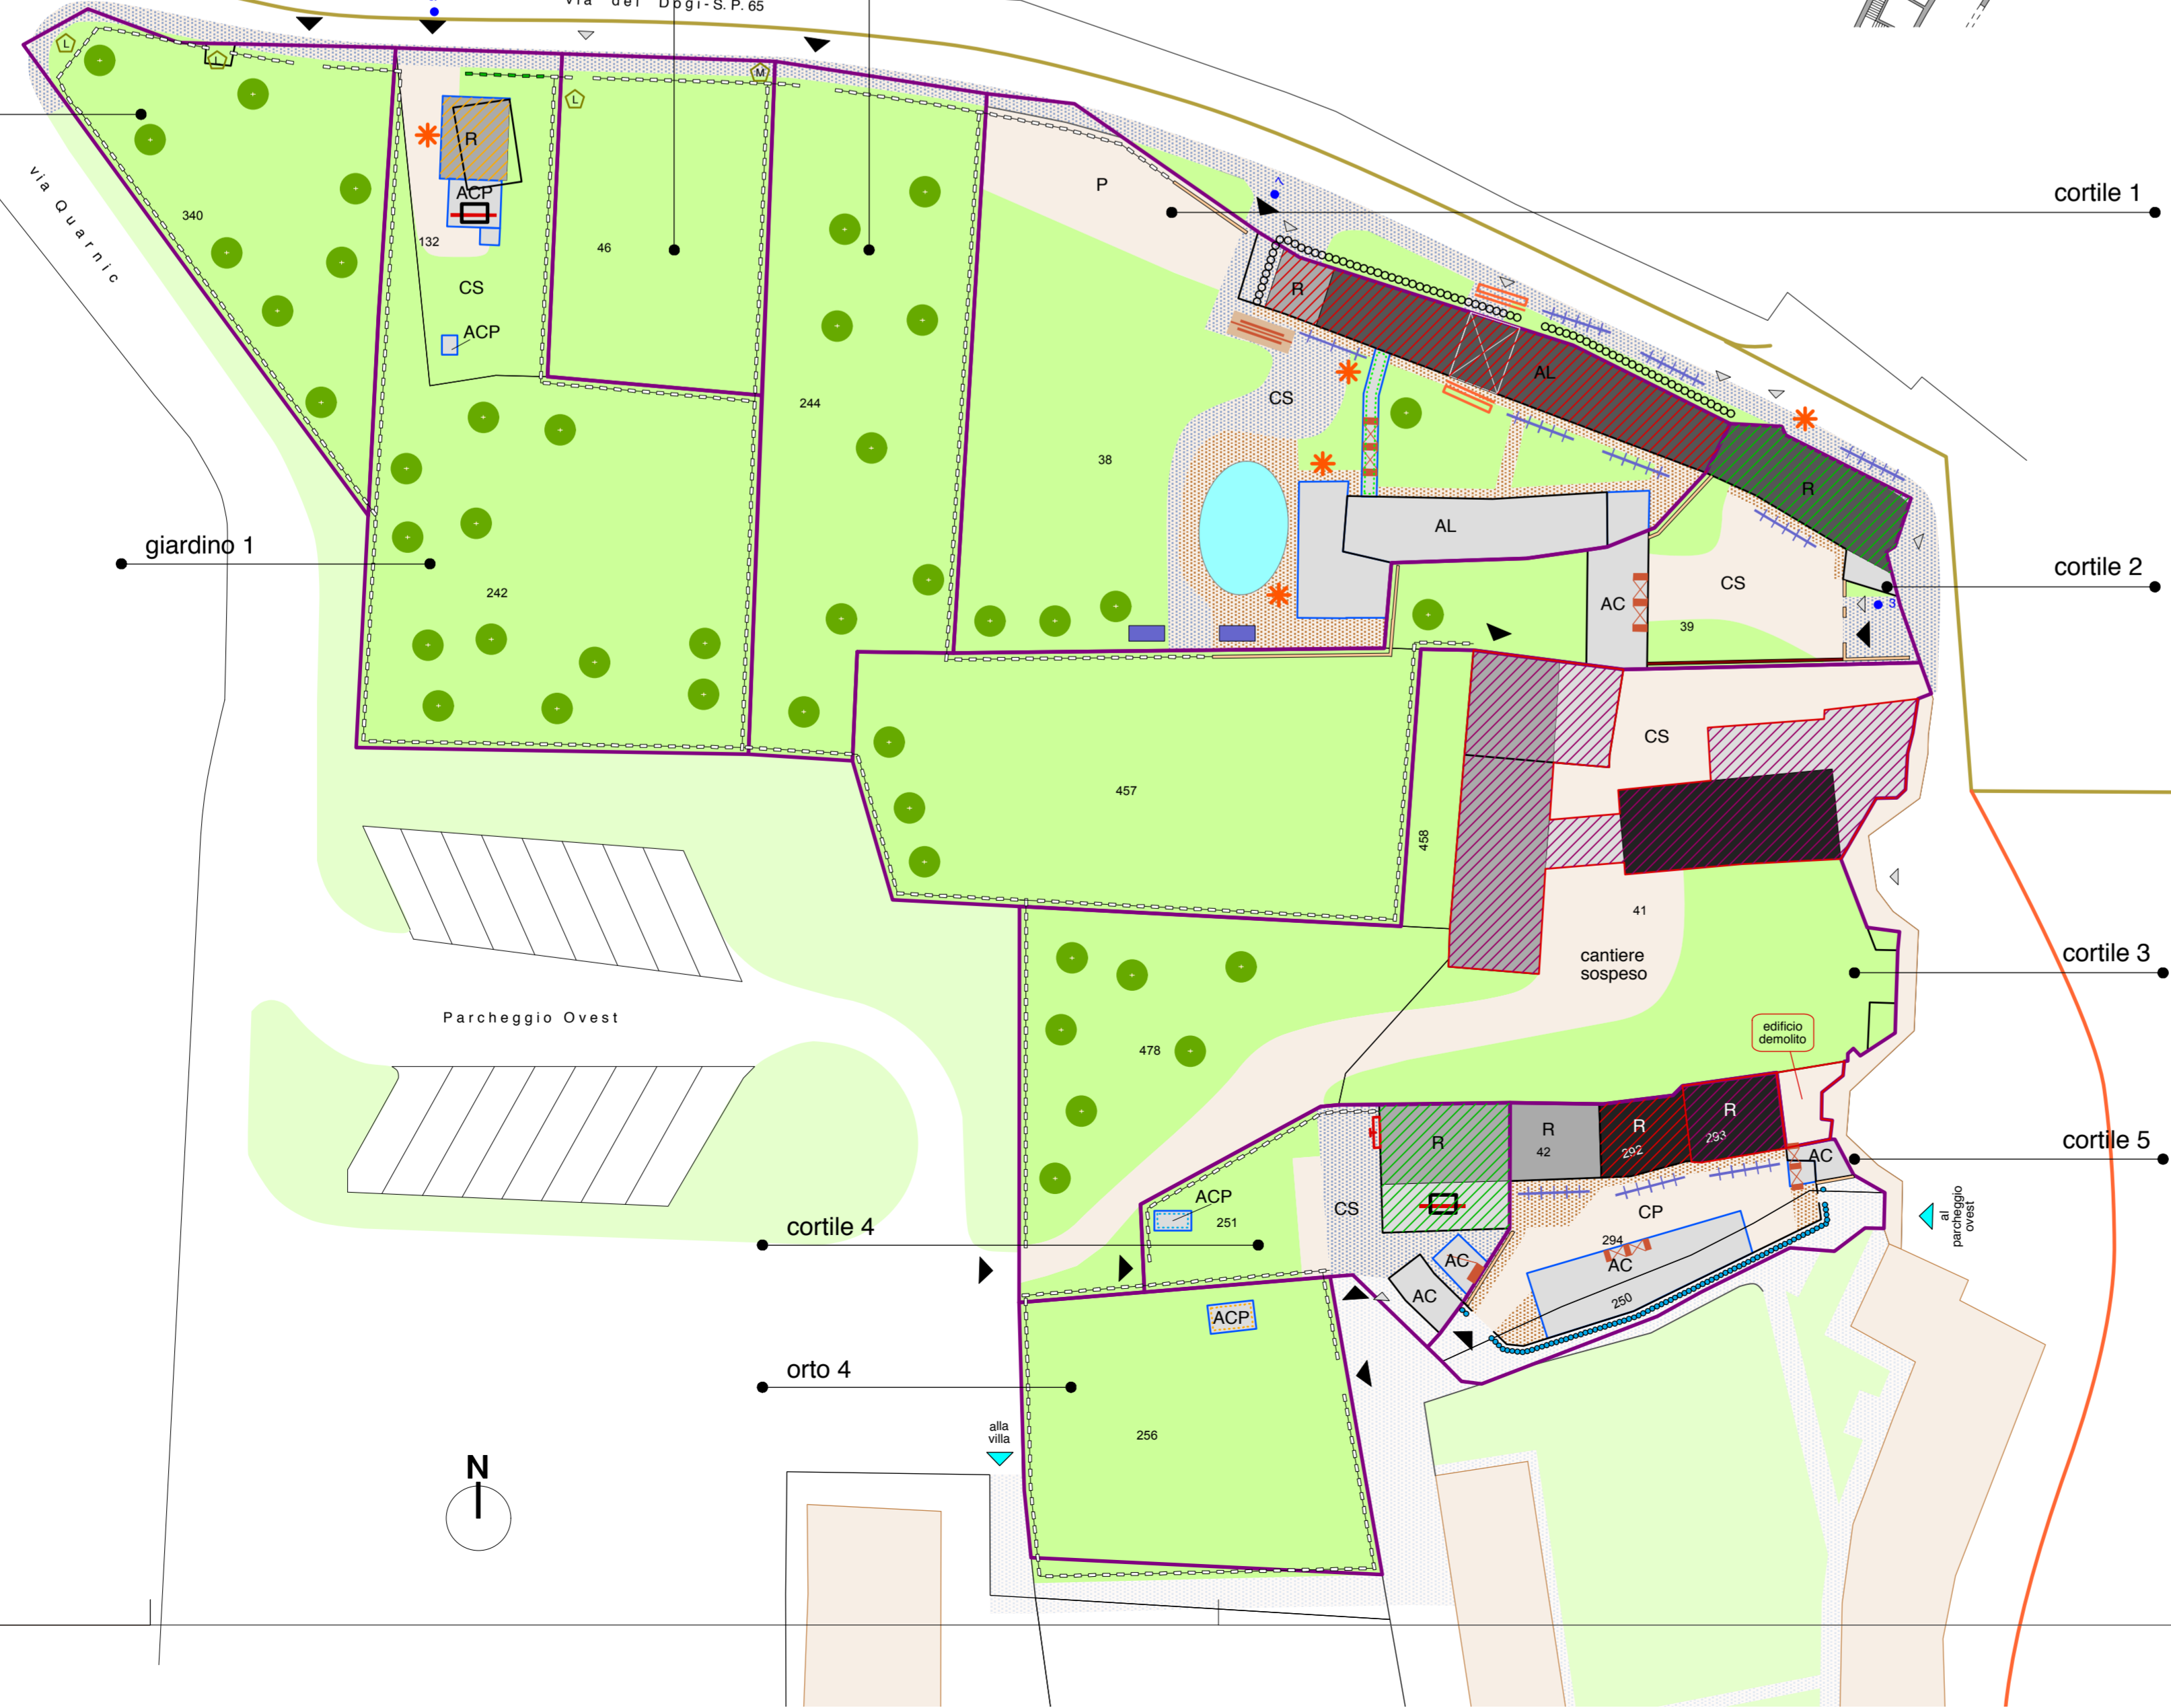 via dei Dogi - S.P. 65
L
L
M
L
R
ACP
P
cortile 1
via Quarnic
340
132
46
R
CS
ACP
AL
244
CS
38
R
AL
giardino 1
242
CS
cortile 2
AC
3
39
CS
457
458
41
cantiere
sospeso
cortile 3
Parcheggio Ovest
edificio
demolito
478
R
R
42
R
292
R
293
cortile 5
AC
ACP
251
CS
CP
al
parcheggio
ovest
cortile 4
294
AC
AC
AC
250
ACP
orto 4
alla
villa
256
N